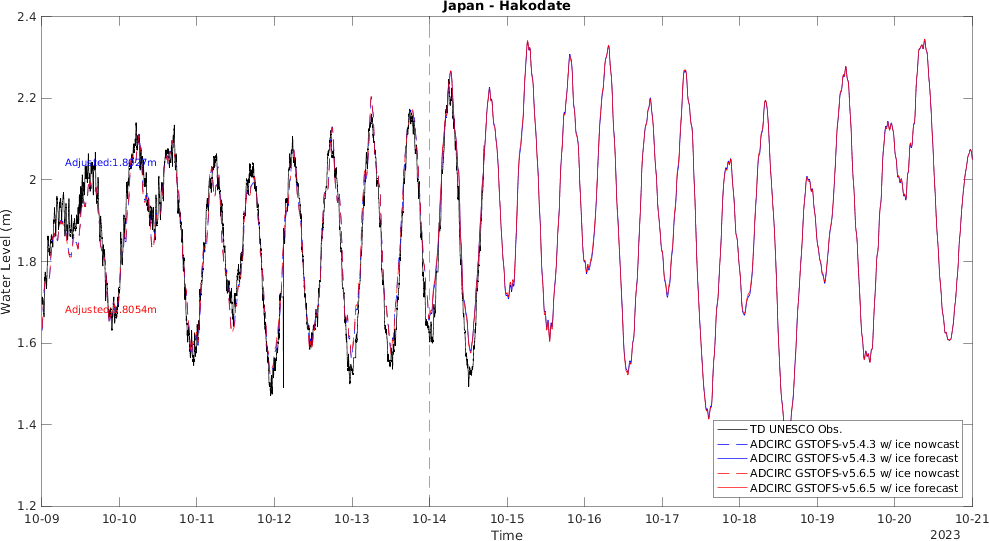 Japan - Hakodate
2.4
2.2
2
1.8
1.6
1.4
1.2
Water Level (m)
Adjusted:1.8027m
TD UNESCO Obs.
ADCIRC GSTOFS-v5.4.3 w/ ice nowcast
ADCIRC GSTOFS-v5.4.3 w/ ice forecast
ADCIRC GSTOFS-v5.6.5 w/ ice nowcast
ADCIRC GSTOFS-v5.6.5 w/ ice forecast
10-09 10-10 10-11 10-12 10-13 10-14 10-15 10-16 10-17 10-18 10-19 10-20 10-21
Time
2023